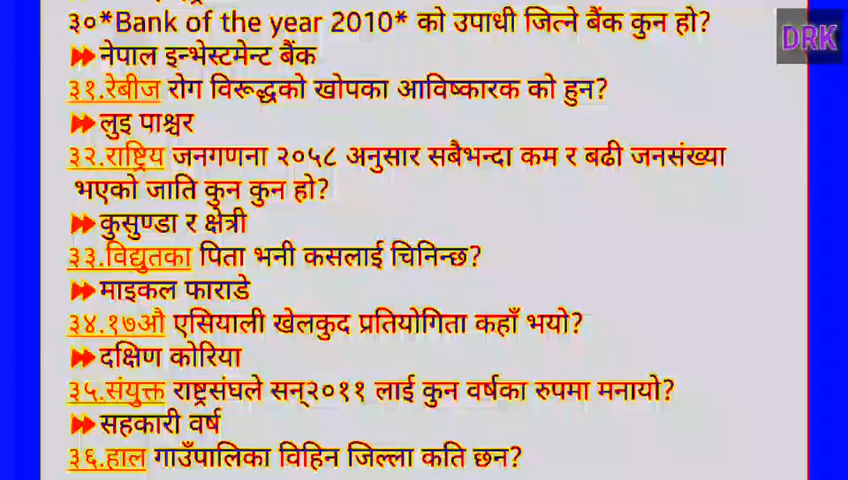 ३०*Bank of the year 2010* को उपाधी जित्ने बैंक कुन हो?
DRK
नेपाल इन्भेस्टमेन्ट बैंक
३१.रेबीज रोग विरूद्धको खोपका आविष्कारक को हुन?
लुइ पाश्चर
३२.राष्ट्रिय जनगणना २०५८ अनुसार सबैभन्दा कम र बढी जनसंख्या
भएको जाति कुन कुन हो?
कुसुण्डा र क्षेत्री
३३.विद्युतका पिता भनी कसलाई चिनिन्छ?
माइकल फाराडे
३४.१७औ एसियाली खेलकुद प्रतियोगिता कहाँ भयो?
दक्षिण कोरिया
३५.संयुक्त राष्ट्रसंघले सन्२०११ लाई कुन वर्षका रुपमा मनायो?
सहकारी वर्ष
३६.हाल गाउँपालिका विहिन जिल्ला कति छन?